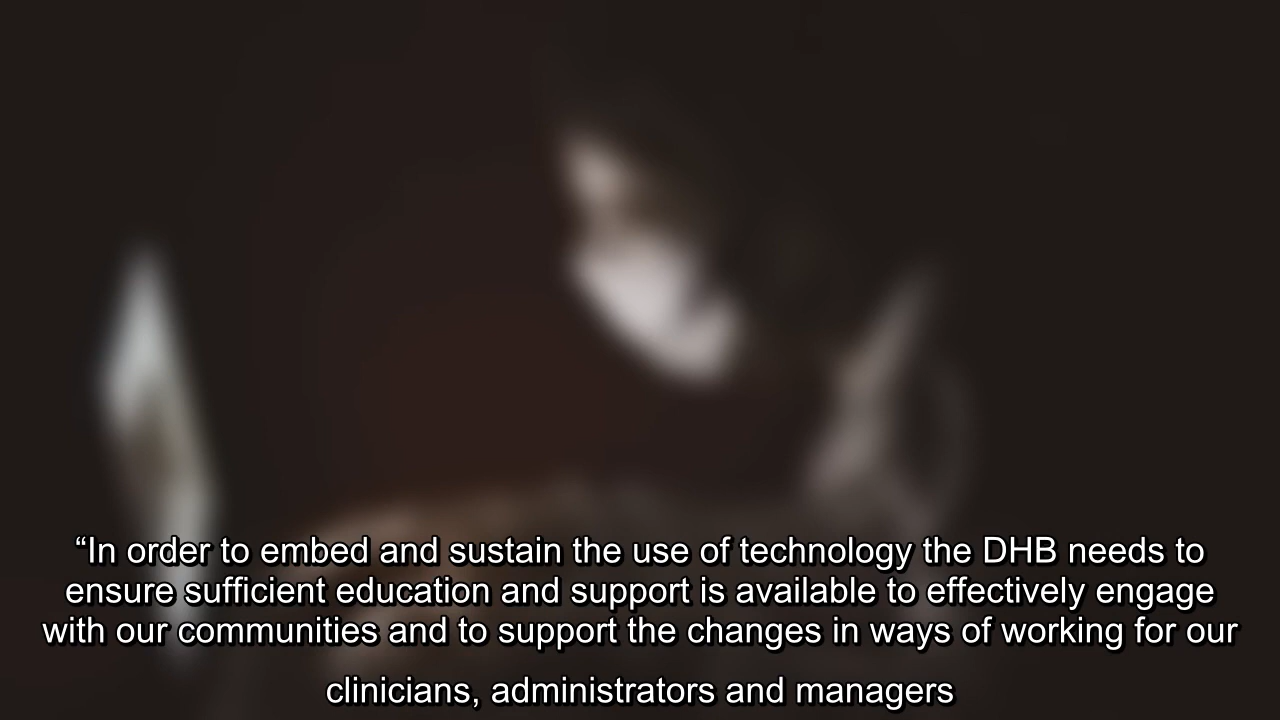 “In order to embed and sustain the use of technology the DHB needs to
ensure sufficient education and support is available to effectively engage
with our communities and to support the changes in ways of working for our
clinicians, administrators and managers